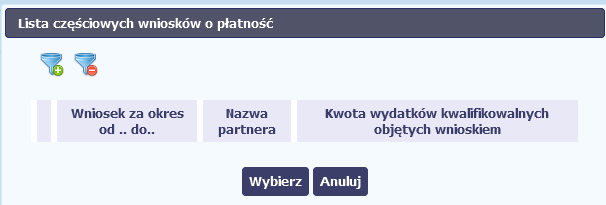 Lista częściowych wniosków o płatność
Wniosek za okres
od .. do..
Nazwa
partnera
Kwota wydatków kwalifikowalnych
objętych wnioskiem
Wybierz Anuluj